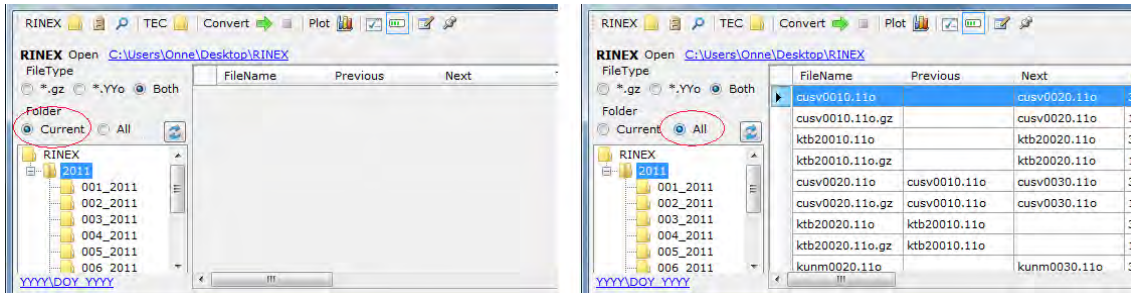 RINEX TEC Convert Plot
RINEX Open C:\Users\Onne\Desktop\RINEX
FileType
*.gz *.YYo Both
Folder
Current All
RINEX
2011
001_2011
002_2011
003_2011
004_2011
005_2011
006_2011
YYYY\DOY_YYYY
FileName Previous Next
RINEX TEC Convert Plot
RINEX Open C:\Users\Onne\Desktop\RINEX
FileType
*.gz *.YYo Both
Folder
Current All
RINEX
2011
001_2011
002_2011
003_2011
004_2011
005_2011
006_2011
YYYY\DOY_YYYY
FileName Previous Next
cusv0010.11o cusv0020.11o
cusv0010.11o.gz cusv0020.11o
ktb20010.11o ktb20020.11o
ktb20010.11o.gz ktb20020.11o
cusv0020.11o cusv0010.11o cusv0030.11o
cusv0020.11o.gz cusv0010.11o cusv0030.11o
ktb20020.11o ktb20010.11o
ktb20020.11o.gz ktb20010.11o
kunm0020.11o kunm0030.11o